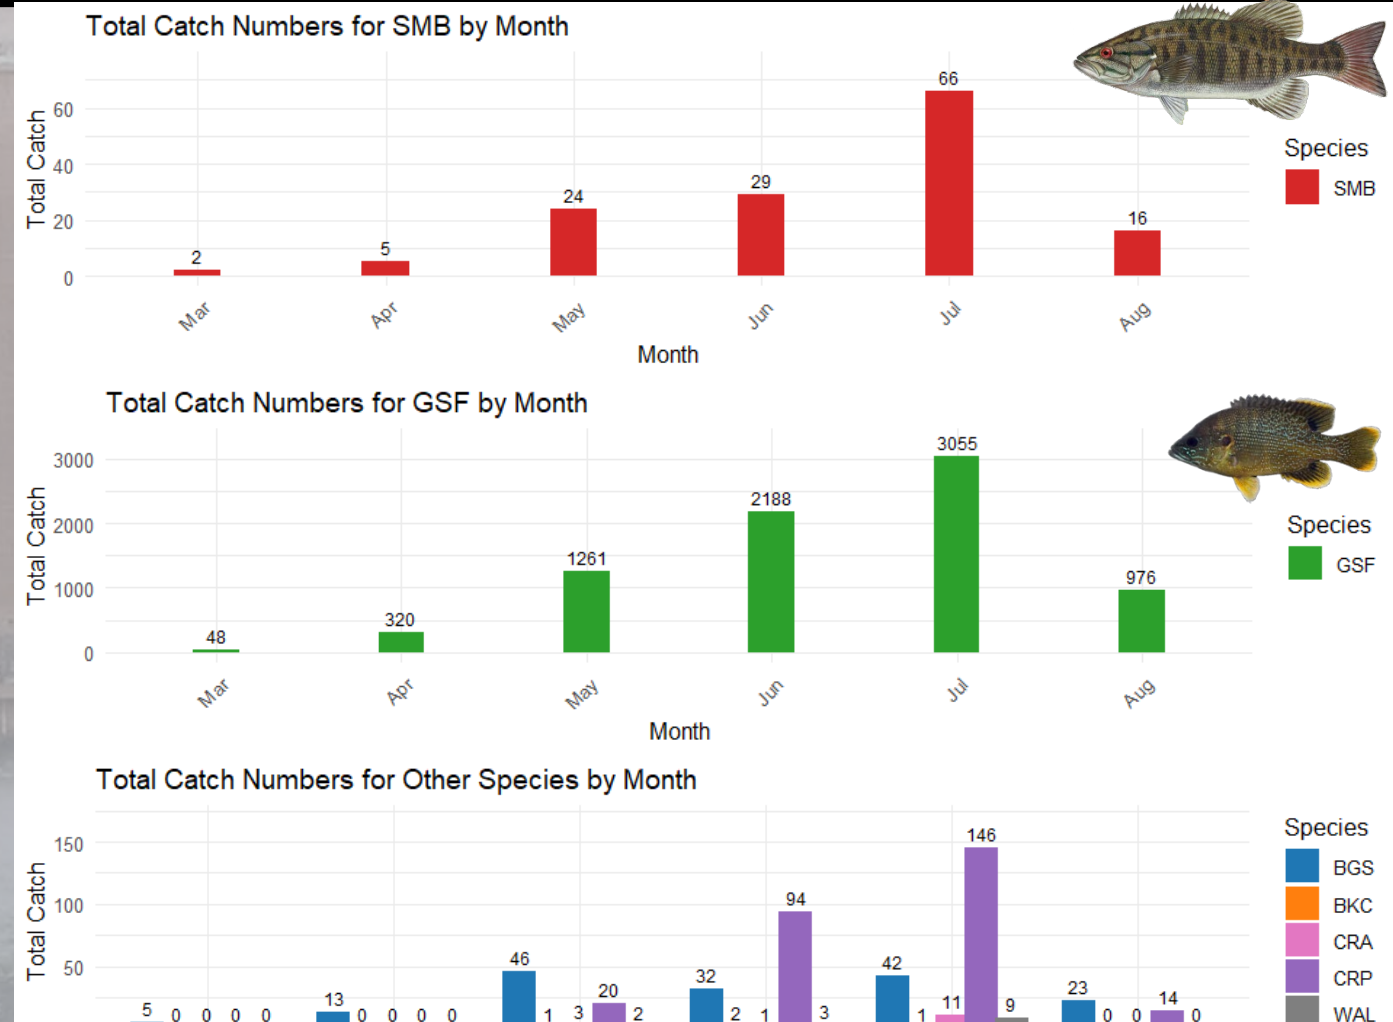 Total Catch Numbers for SMB by Month
Total Catch
60
40
20
0
2
5
24
29
66
16
Mar
Apr
May
Jun
Jul
Aug
Month
Species
SMB
Total Catch Numbers for GSF by Month
Total Catch
3000
2000
1000
0
48
320
1261
2188
3055
976
Mar
Apr
May
Jun
Jul
Aug
Month
Species
GSF
Total Catch Numbers for Other Species by Month
Total Catch
150
100
50
5 0 0 0 0
13 0 0 0 0
46 1 3 20 2
32 2 1 94 3
42 1 11 146 9
23 0 0 14 0
Species
BGS
BKC
CRA
CRP
WAL